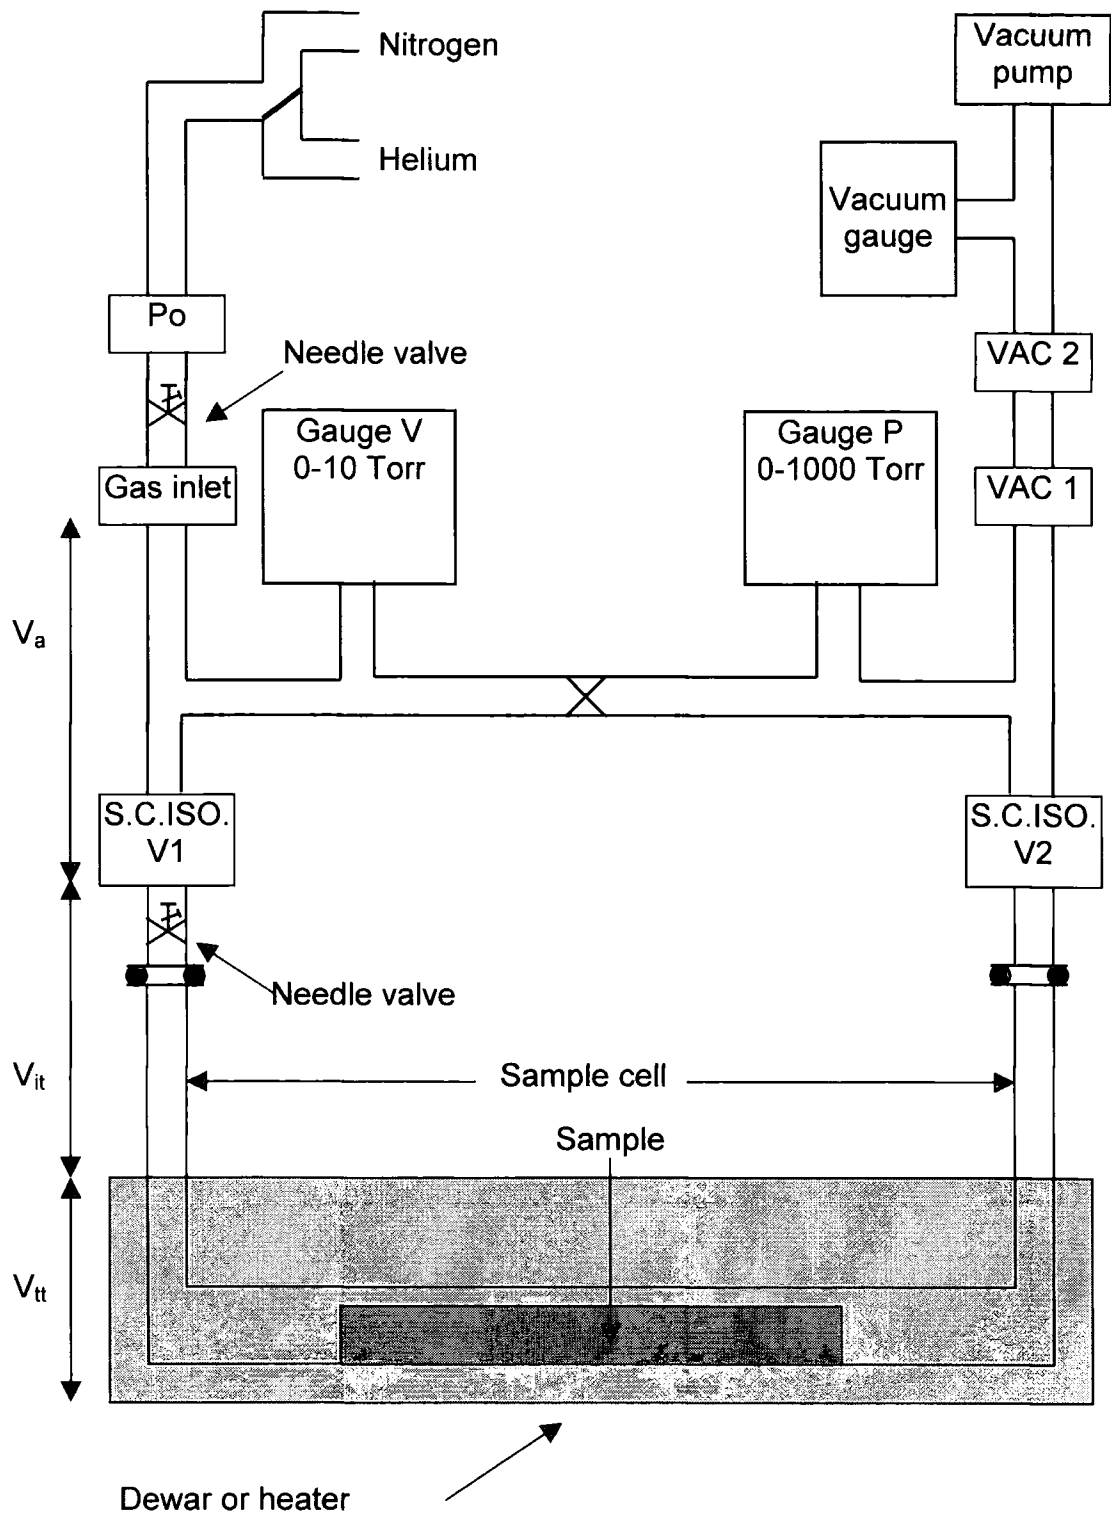 Nitrogen
Vacuum
pump
Helium
Vacuum
gauge
Po
Needle valve
VAC 2
Gauge V
0-10 Torr
Gauge P
0-1000 Torr
Gas inlet
VAC 1
Va
S.C.ISO.
V1
S.C.ISO.
V2
Needle valve
Vit
Sample cell
Sample
Vtt
Dewar or heater